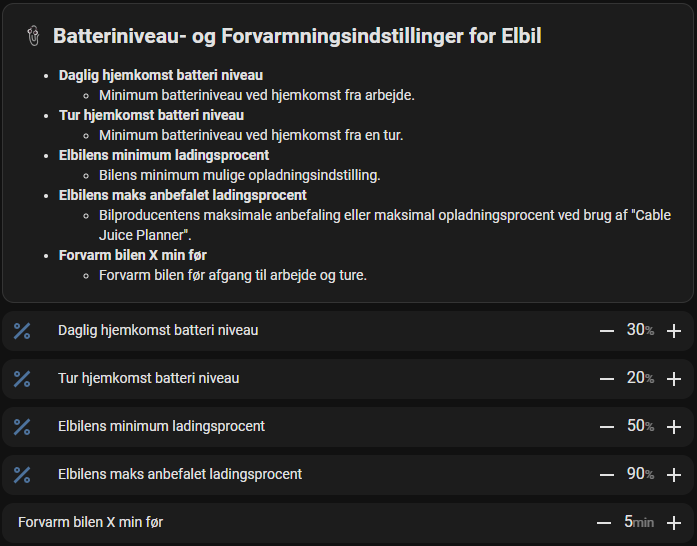 Batteriniveau- og Forvarmningsindstillinger for Elbil
• Daglig hjemkomst batteri niveau
◦ Minimum batteriniveau ved hjemkomst fra arbejde.
• Tur hjemkomst batteri niveau
◦ Minimum batteriniveau ved hjemkomst fra en tur.
• Elbilens minimum ladingsprocent
◦ Bilens minimum mulige opladningsindstilling.
• Elbilens maks anbefalet ladingsprocent
◦ Bilproducentens maksimale anbefaling eller maksimal opladningsprocent ved brug af "Cable
Juice Planner".
• Forvarm bilen X min før
◦ Forvarm bilen før afgang til arbejde og ture.
Daglig hjemkomst batteri niveau — 30% +
Tur hjemkomst batteri niveau — 20% +
Elbilens minimum ladingsprocent — 50% +
Elbilens maks anbefalet ladingsprocent — 90% +
Forvarm bilen X min før — 5min +